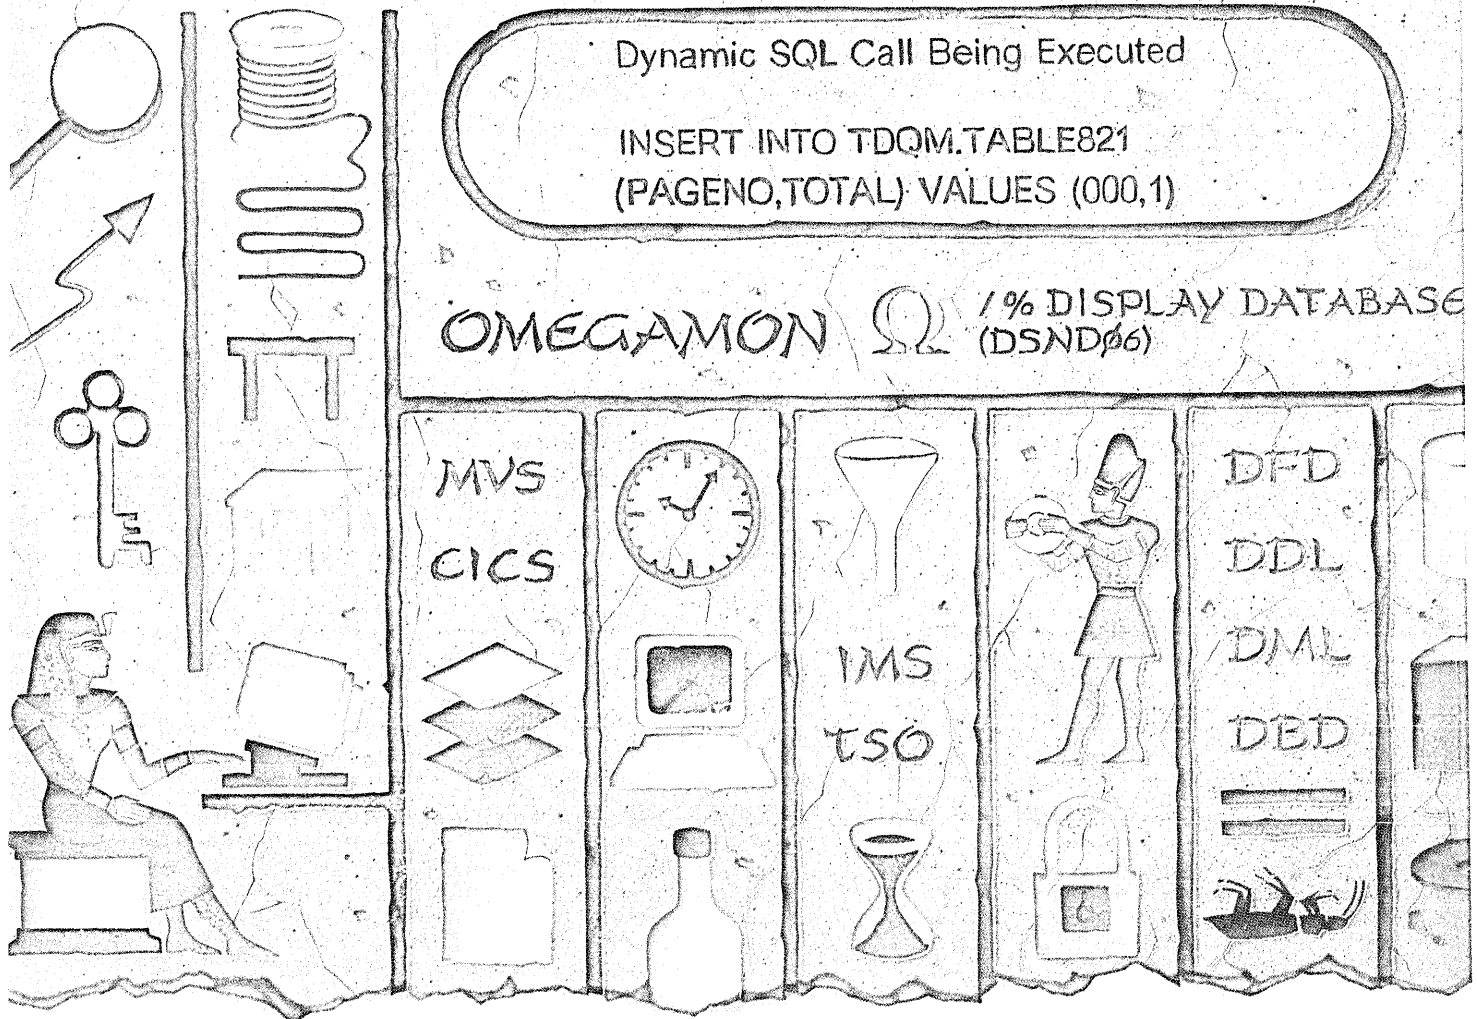 Dynamic SQL Call Being Executed
INSERT INTO TDQM.TABLE821
(PAGENO,TOTAL) VALUES (000,1)
OMEGAMON Ω
/% DISPLAY DATABASE
(DSNDØ6)
MVS
CICS
IMS
TSO
DFD
DDL
DML
DBD